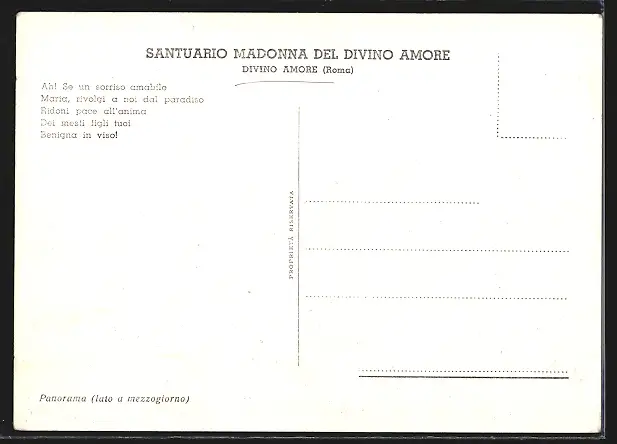 SANTUARIO MADONNA DEL DIVINO AMORE
DIVINO AMORE (Roma)
Ah! Se un sorriso amabile
Maria, rivolgi a noi dal paradiso
Ridoni pace all'anima
Dei mesti figli tuoi
Benigna in viso!
PROPRIETÀ RISERVATA
Panorama (lato a mezzogiorno)